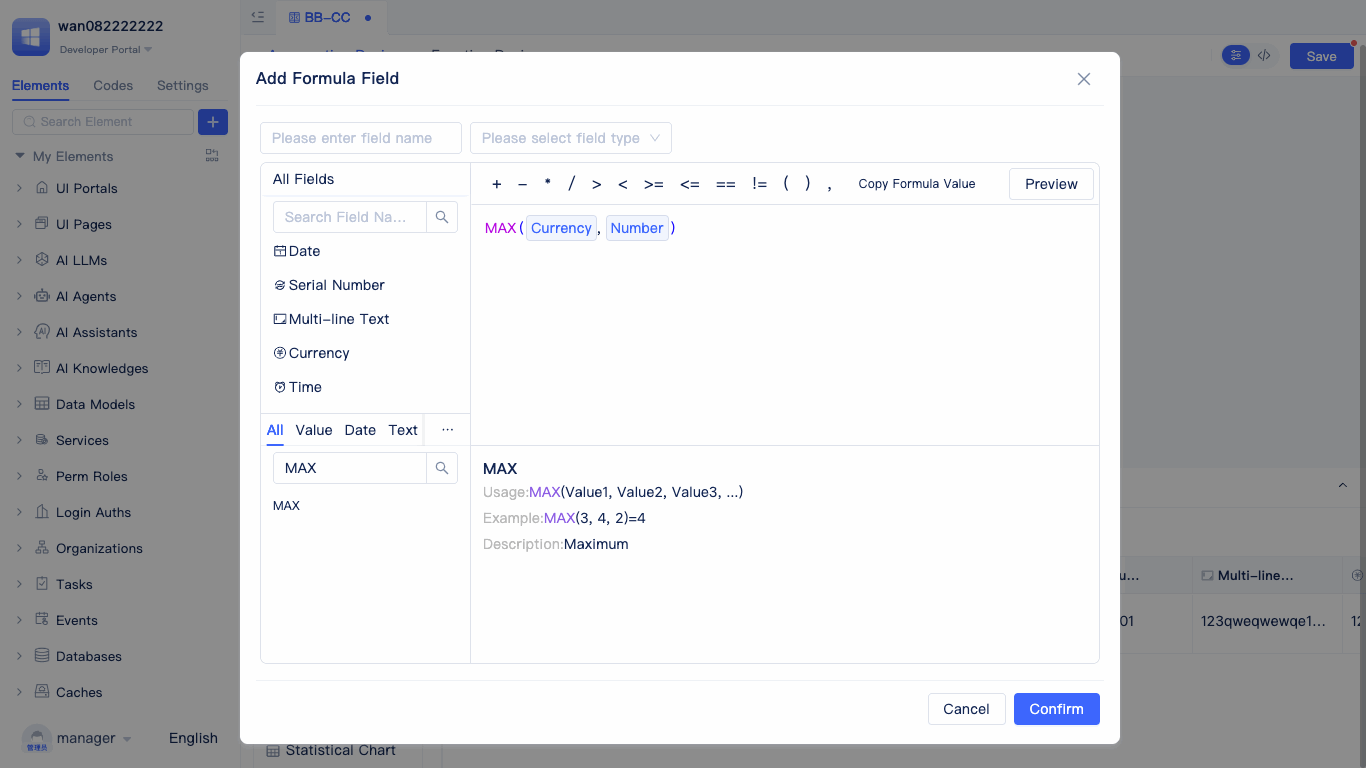 wan082222222
Developer Portal
Elements Codes Settings
Search Element
My Elements
UI Portals
UI Pages
AI LLMs
AI Agents
AI Assistants
AI Knowledges
Data Models
Services
Perm Roles
Login Auths
Organizations
Tasks
Events
Databases
Caches
管理员
manager English
BB-CC
Save
Add Formula Field
Please enter field name Please select field type
All Fields
Search Field Na...
Date
Serial Number
Multi-line Text
Currency
Time
All Value Date Text ...
MAX
MAX
+ - * / > < >= <= == != ( ) , Copy Formula Value Preview
MAX( Currency , Number )
MAX
Usage:MAX(Value1, Value2, Value3, ...)
Example:MAX(3, 4, 2)=4
Description:Maximum
Cancel Confirm
u... Multi-line...
01 123qweqwewqe1... 12
Statistical Chart